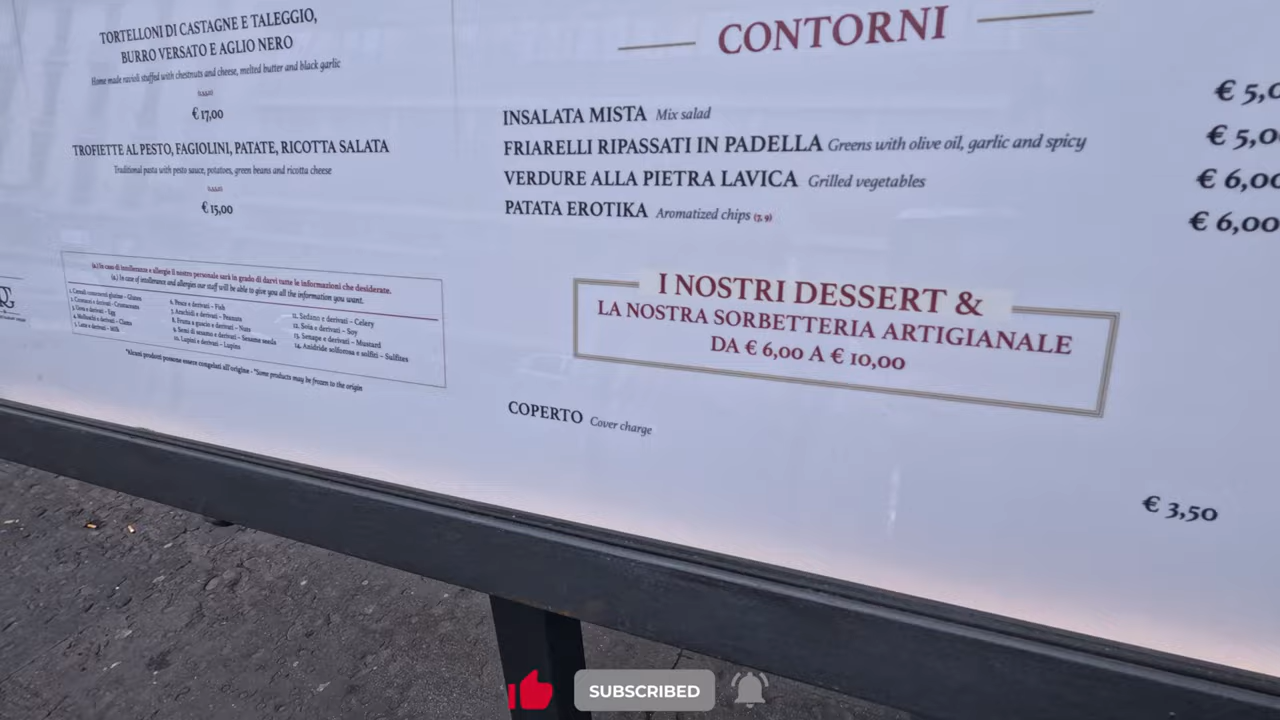 TORTELLONI DI CASTAGNE E TALEGGIO,
BURRO VERSATO E AGLIO NERO
Home made ravioli stuffed with chestnuts and cheese, melted butter and black garlic
€ 17,00
TROFIETTE AL PESTO, FAGIOLINI, PATATE, RICOTTA SALATA
Traditional pasta with pesto sauce, potatoes, green beans and ricotta cheese
€ 15,00
(a.) In caso di intolleranze e allergie il nostro personale sarà in grado di darvi tutte le informazioni che desiderate.
(a.) In case of intollerance and allergies our staff will be able to give you all the information you want.
1. Cereali contenenti glutine - Gluten
2. Crostacei e derivati - Crustaceans
3. Uova e derivati - Egg
4. Molluschi e derivati - Clams
5. Latte e derivati - Milk
6. Pesce e derivati - Fish
7. Arachidi e derivati - Peanuts
8. Frutta a guscio e derivati - Nuts
9. Semi di sesamo e derivati - Sesame seeds
10. Lupini e derivati - Lupins
11. Sedano e derivati - Celery
12. Soia e derivati - Soy
13. Senape e derivati - Mustard
14. Anidride solforosa e solfiti - Sulfites
*Alcuni prodotti possono essere congelati all'origine - *Some products may be frozen to the origin
CONTORNI
INSALATA MISTA Mix salad € 5,0
FRIARELLI RIPASSATI IN PADELLA Greens with olive oil, garlic and spicy € 5,0
VERDURE ALLA PIETRA LAVICA Grilled vegetables € 6,00
PATATA EROTIKA Aromatized chips (7, 9) € 6,00
I NOSTRI DESSERT &
LA NOSTRA SORBETTERIA ARTIGIANALE
DA € 6,00 A € 10,00
COPERTO Cover charge € 3,50
SUBSCRIBED